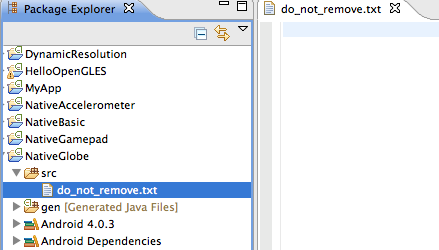 Package Explorer
do_not_remove.txt
DynamicResolution
HelloOpenGLES
MyApp
NativeAccelerometer
NativeBasic
NativeGamepad
NativeGlobe
src
do_not_remove.txt
gen [Generated Java Files]
Android 4.0.3
Android Dependencies